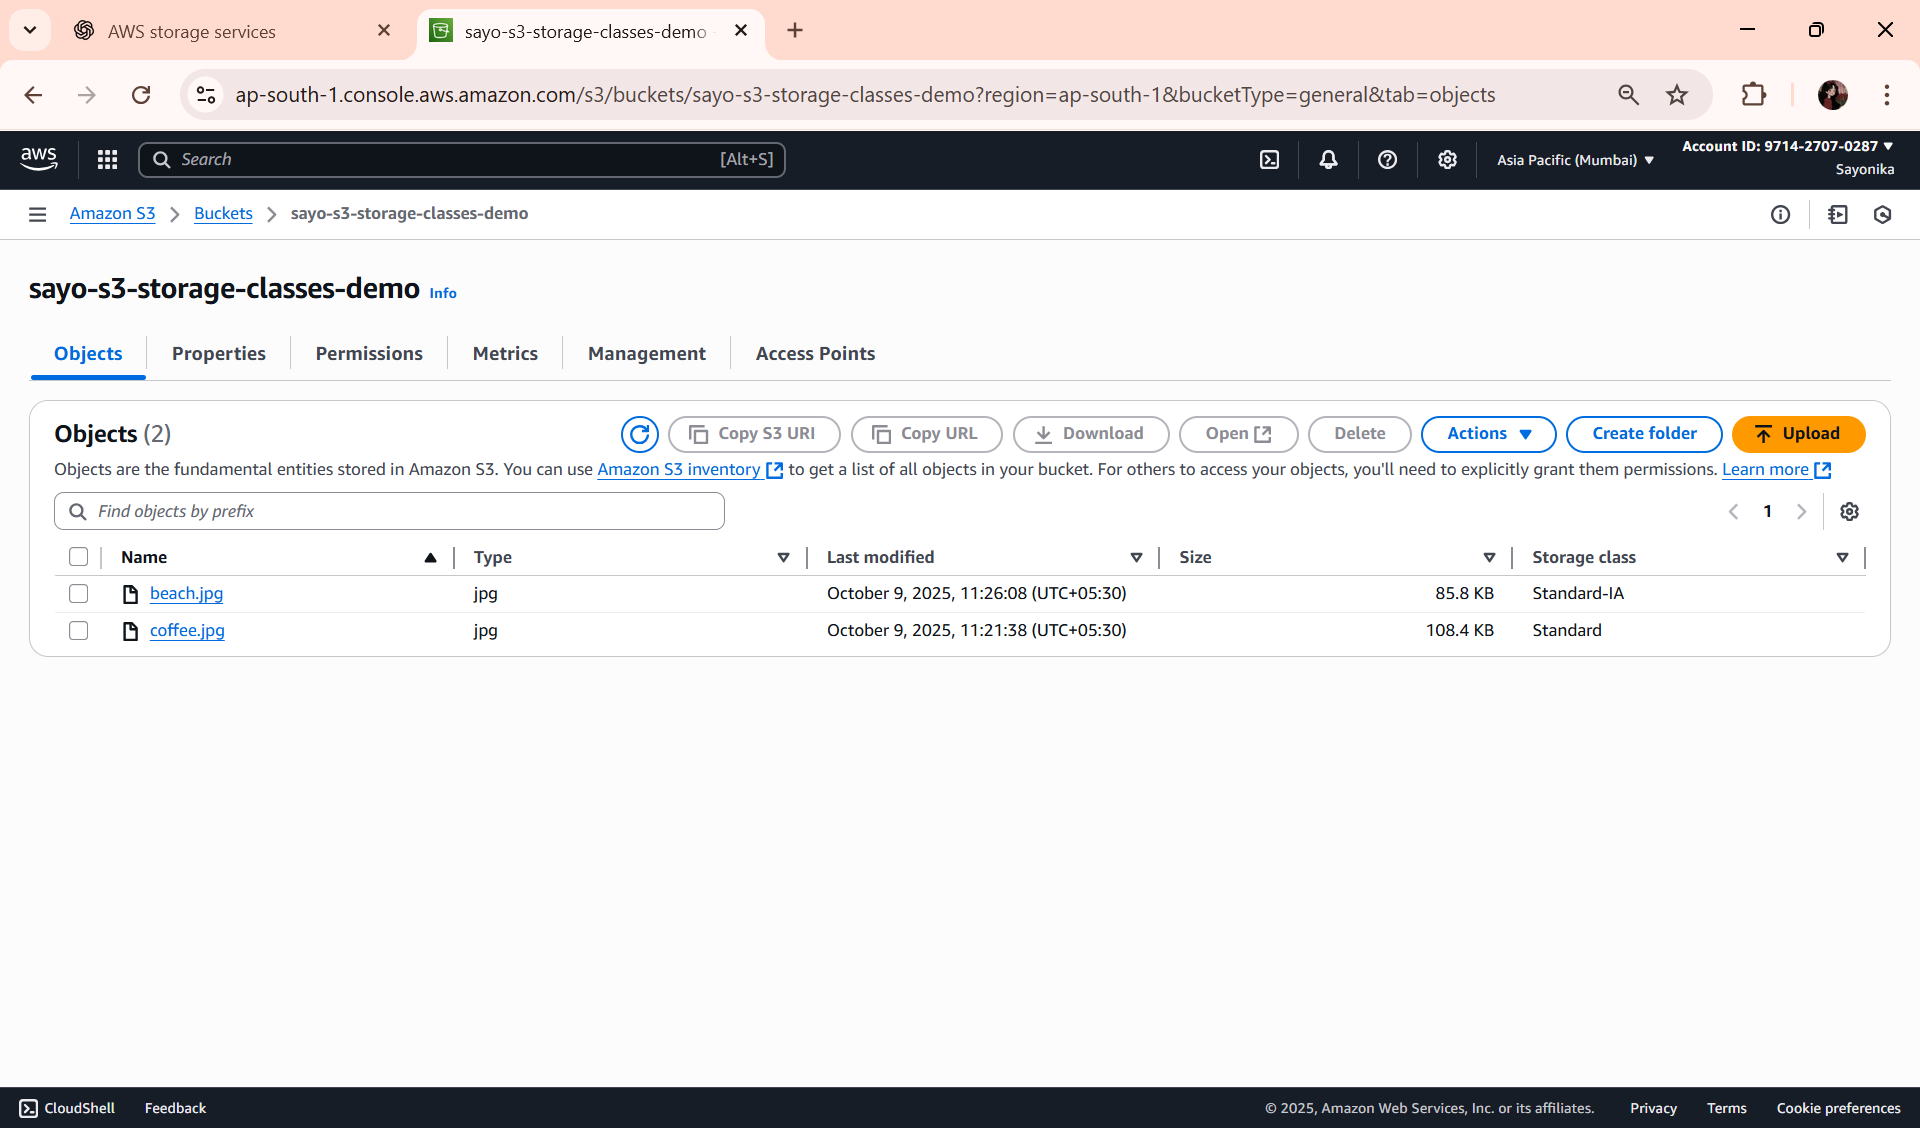 AWS storage services
sayo-s3-storage-classes-demo
ap-south-1.console.aws.amazon.com/s3/buckets/sayo-s3-storage-classes-demo?region=ap-south-1&bucketType=general&tab=objects
aws
Search [Alt+S]
Asia Pacific (Mumbai)
Account ID: 9714-2707-0287
Sayonika
Amazon S3 > Buckets > sayo-s3-storage-classes-demo
sayo-s3-storage-classes-demo Info
Objects Properties Permissions Metrics Management Access Points
Objects (2) Copy S3 URI Copy URL Download Open Delete Actions Create folder Upload
Objects are the fundamental entities stored in Amazon S3. You can use Amazon S3 inventory to get a list of all objects in your bucket. For others to access your objects, you'll need to explicitly grant them permissions. Learn more
Find objects by prefix 1
Name Type Last modified Size Storage class
beach.jpg jpg October 9, 2025, 11:26:08 (UTC+05:30) 85.8 KB Standard-IA
coffee.jpg jpg October 9, 2025, 11:21:38 (UTC+05:30) 108.4 KB Standard
CloudShell Feedback © 2025, Amazon Web Services, Inc. or its affiliates. Privacy Terms Cookie preferences